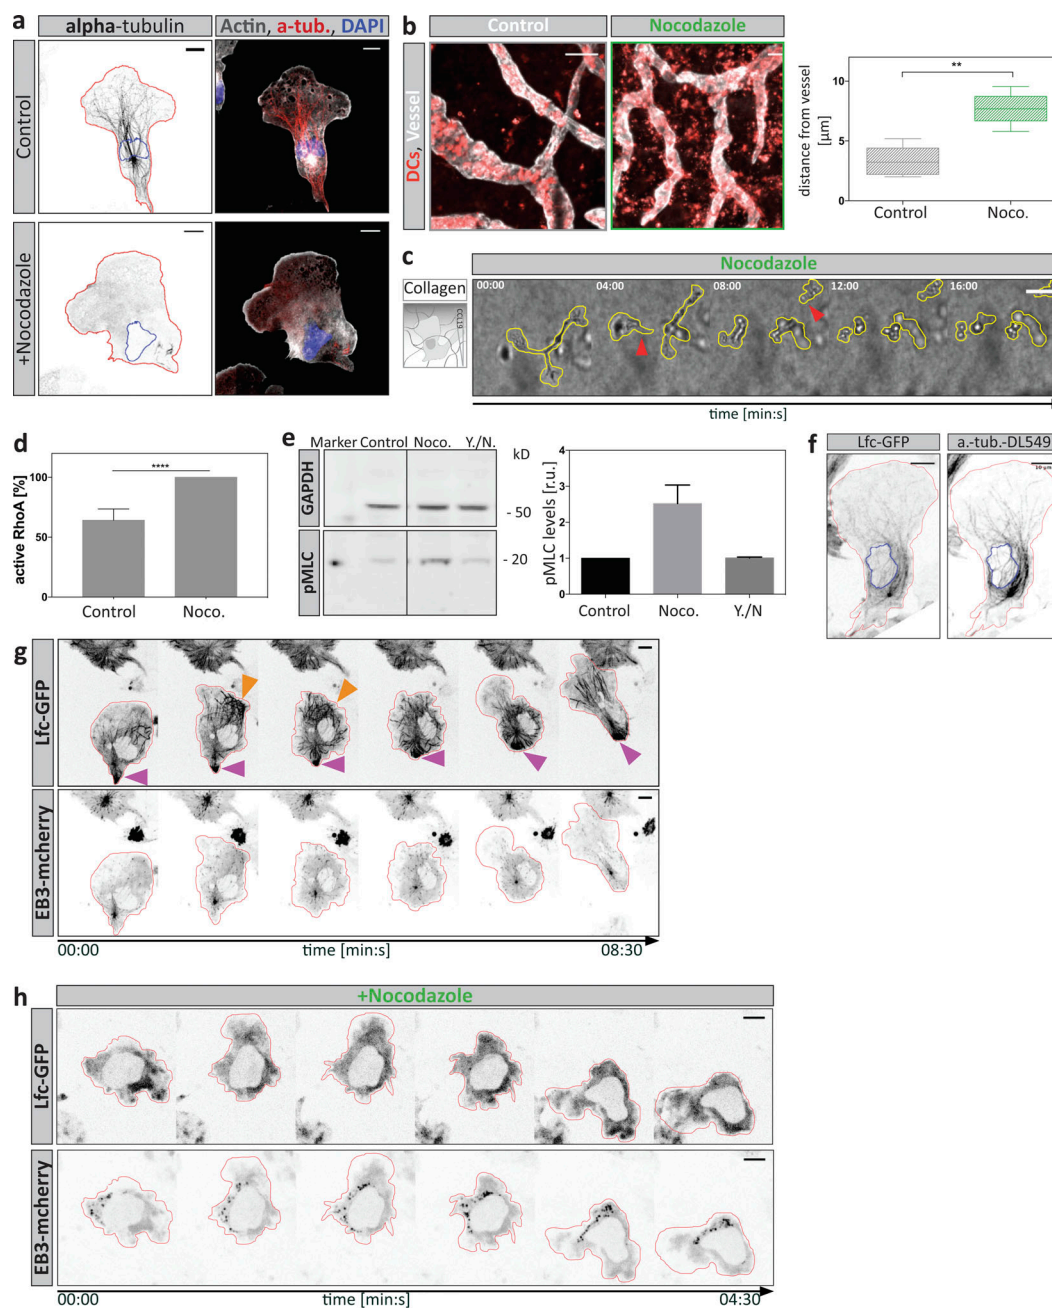 a
alpha-tubulin
Actin, a-tub., DAPI
Control
+Nocodazole
b
Control
Nocodazole
DCs, Vessel
distance from vessel
[µm]
10
5
0
**
Control
Noco.
c
Nocodazole
Collagen
CCL19
00:00
04:00
08:00
12:00
16:00
time [min:s]
d
active RhoA [%]
100
50
0
****
Control
Noco.
e
Marker
Control
Noco.
Y./N.
kD
GAPDH
- 50
pMLC
- 20
pMLC levels [r.u.]
4
3
2
1
0
Control
Noco.
Y./N
f
Lfc-GFP
a.-tub.-DL549
10 µm
g
Lfc-GFP
EB3-mcherry
00:00
time [min:s]
08:30
h
+Nocodazole
Lfc-GFP
EB3-mcherry
00:00
time [min:s]
04:30